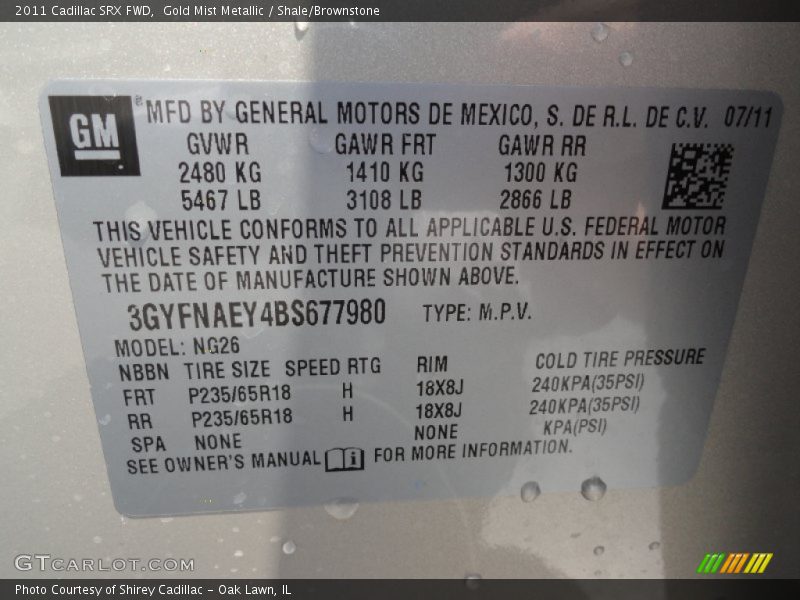 2011 Cadillac SRX FWD,  Gold Mist Metallic / Shale/Brownstone
GM ® MFD BY GENERAL MOTORS DE MEXICO, S. DE R.L. DE C.V. 07/11
GVWR GAWR FRT GAWR RR
2480 KG 1410 KG 1300 KG
5467 LB 3108 LB 2866 LB
THIS VEHICLE CONFORMS TO ALL APPLICABLE U.S. FEDERAL MOTOR
VEHICLE SAFETY AND THEFT PREVENTION STANDARDS IN EFFECT ON
THE DATE OF MANUFACTURE SHOWN ABOVE.
3GYFNAEY4BS677980 TYPE: M.P.V.
MODEL: NG26
NBBN TIRE SIZE SPEED RTG RIM COLD TIRE PRESSURE
FRT P235/65R18 H 18X8J 240KPA(35PSI)
RR P235/65R18 H 18X8J 240KPA(35PSI)
SPA NONE NONE KPA(PSI)
SEE OWNER'S MANUAL FOR MORE INFORMATION.
GTCARLOT.COM
Photo Courtesy of Shirey Cadillac - Oak Lawn, IL